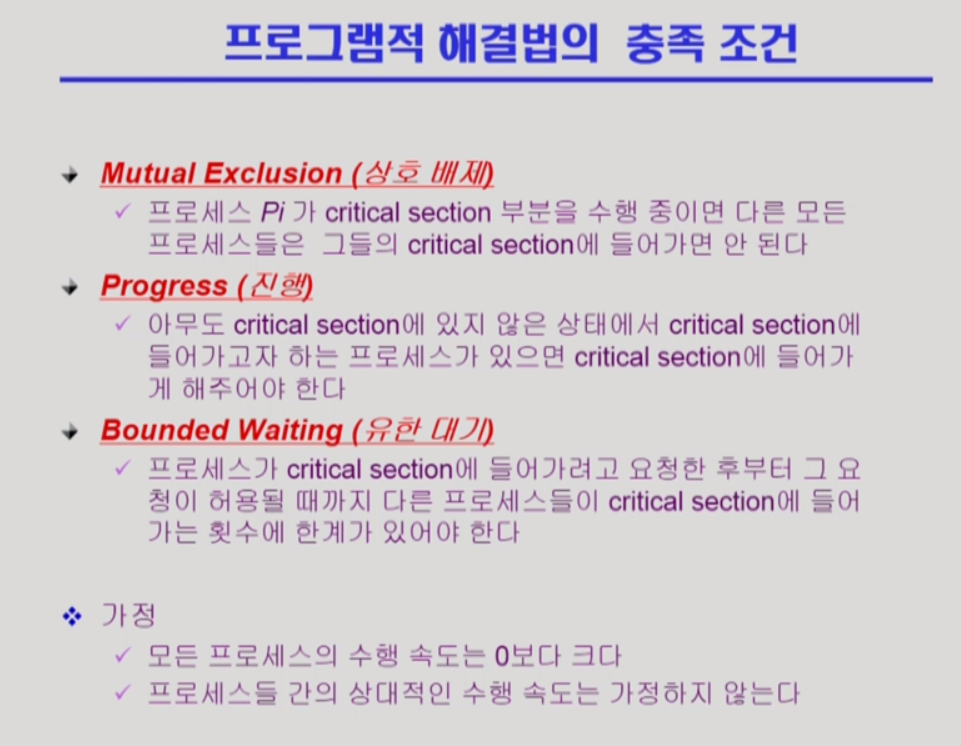 프로그램적 해결법의 충족 조건
Mutual Exclusion (상호 배제)
프로세스 Pi 가 critical section 부분을 수행 중이면 다른 모든
프로세스들은 그들의 critical section에 들어가면 안 된다
Progress (진행)
아무도 critical section에 있지 않은 상태에서 critical section에
들어가고자 하는 프로세스가 있으면 critical section에 들어가
게 해주어야 한다
Bounded Waiting (유한 대기)
프로세스가 critical section에 들어가려고 요청한 후부터 그 요
청이 허용될 때까지 다른 프로세스들이 critical section에 들어
가는 횟수에 한계가 있어야 한다
가정
모든 프로세스의 수행 속도는 0보다 크다
프로세스들 간의 상대적인 수행 속도는 가정하지 않는다